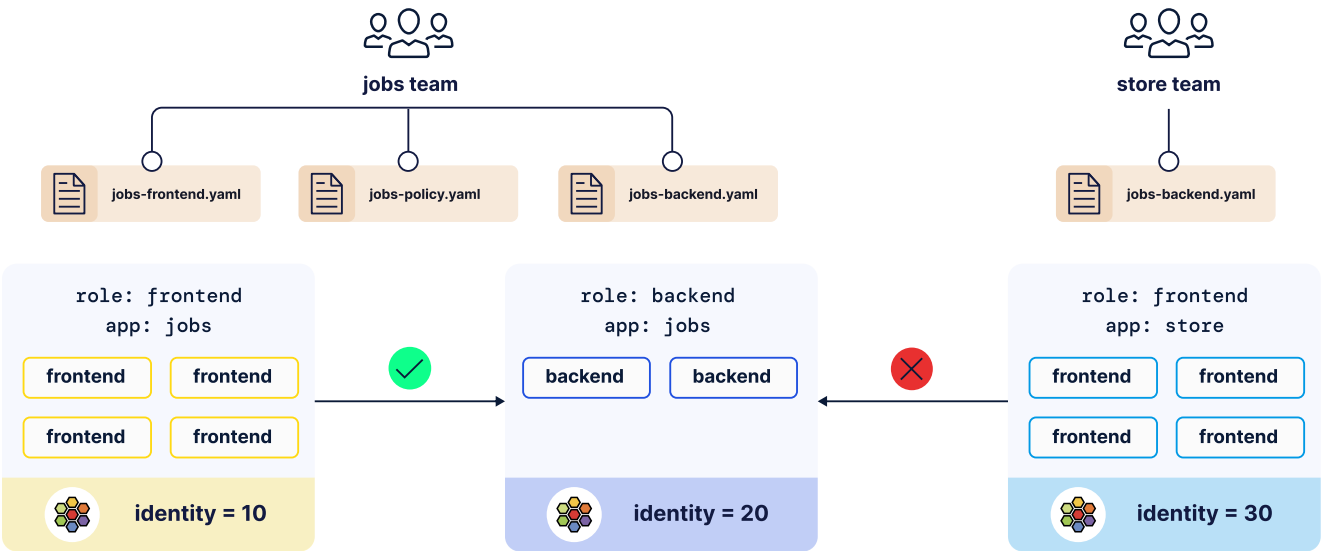 jobs team
store team
jobs-frontend.yaml
jobs-policy.yaml
jobs-backend.yaml
jobs-backend.yaml
role: frontend
app: jobs
frontend
frontend
frontend
frontend
identity = 10
role: backend
app: jobs
backend
backend
identity = 20
role: frontend
app: store
frontend
frontend
frontend
frontend
identity = 30